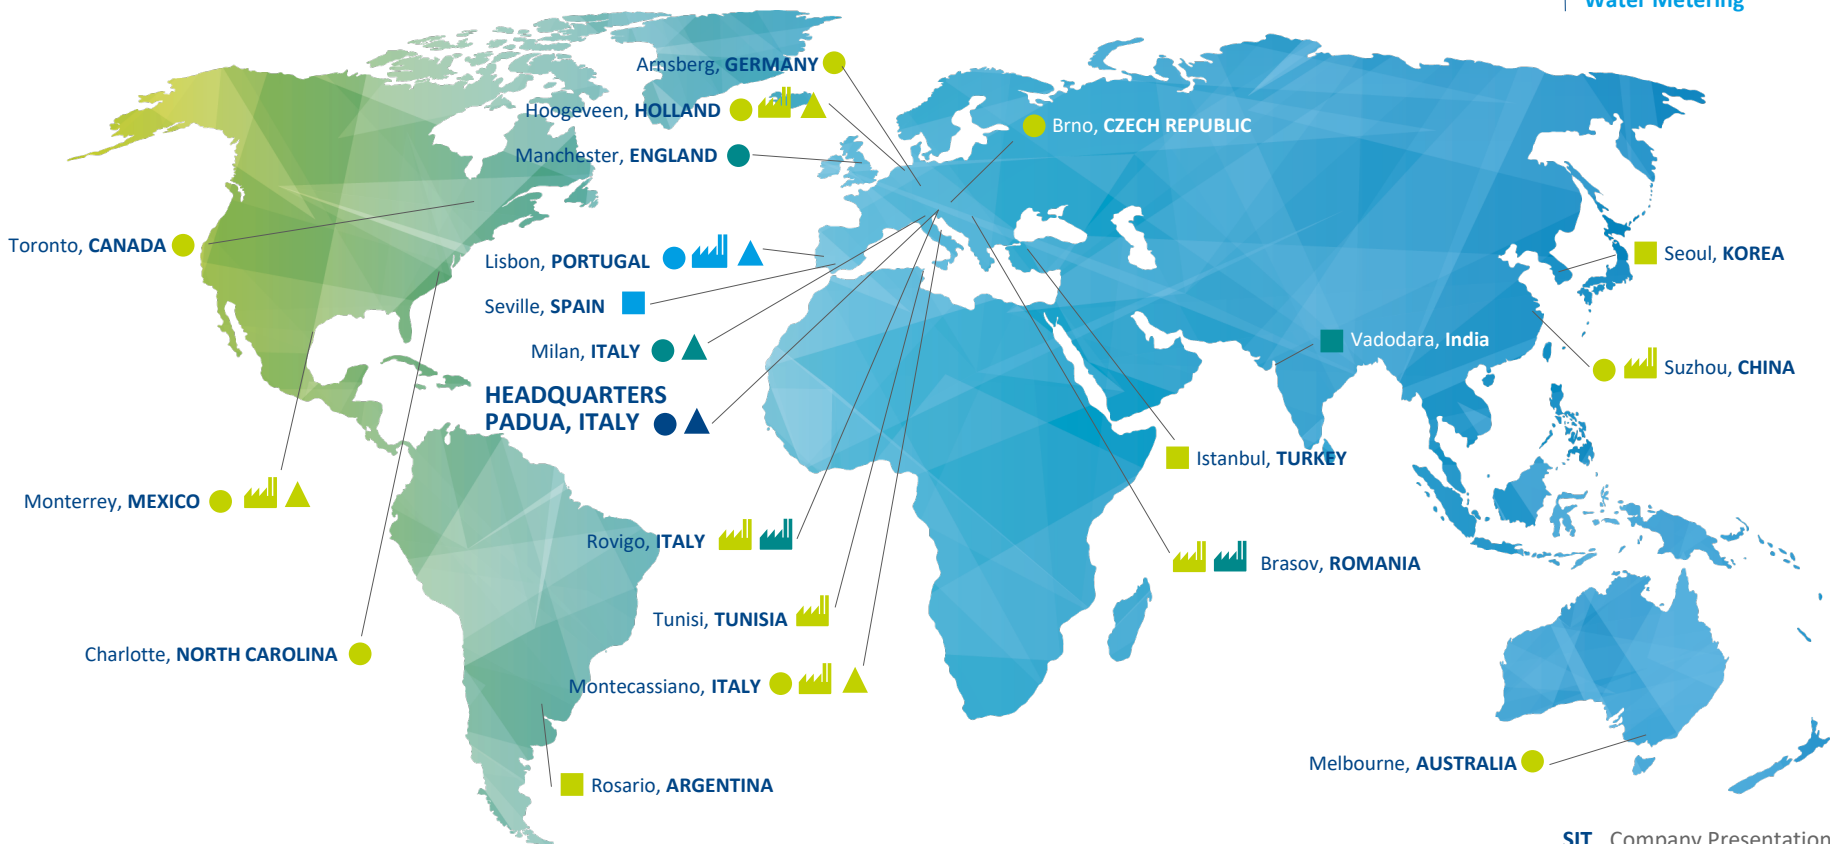 Water Metering
Arnsberg, GERMANY
Hoogeveen, HOLLAND
Brno, CZECH REPUBLIC
Manchester, ENGLAND
Toronto, CANADA
Lisbon, PORTUGAL
Seoul, KOREA
Seville, SPAIN
Milan, ITALY
Vadodara, India
Suzhou, CHINA
HEADQUARTERS
PADUA, ITALY
Istanbul, TURKEY
Monterrey, MEXICO
Rovigo, ITALY
Brasov, ROMANIA
Tunisi, TUNISIA
Charlotte, NORTH CAROLINA
Montecassiano, ITALY
Melbourne, AUSTRALIA
Rosario, ARGENTINA
SIT Company Presentation